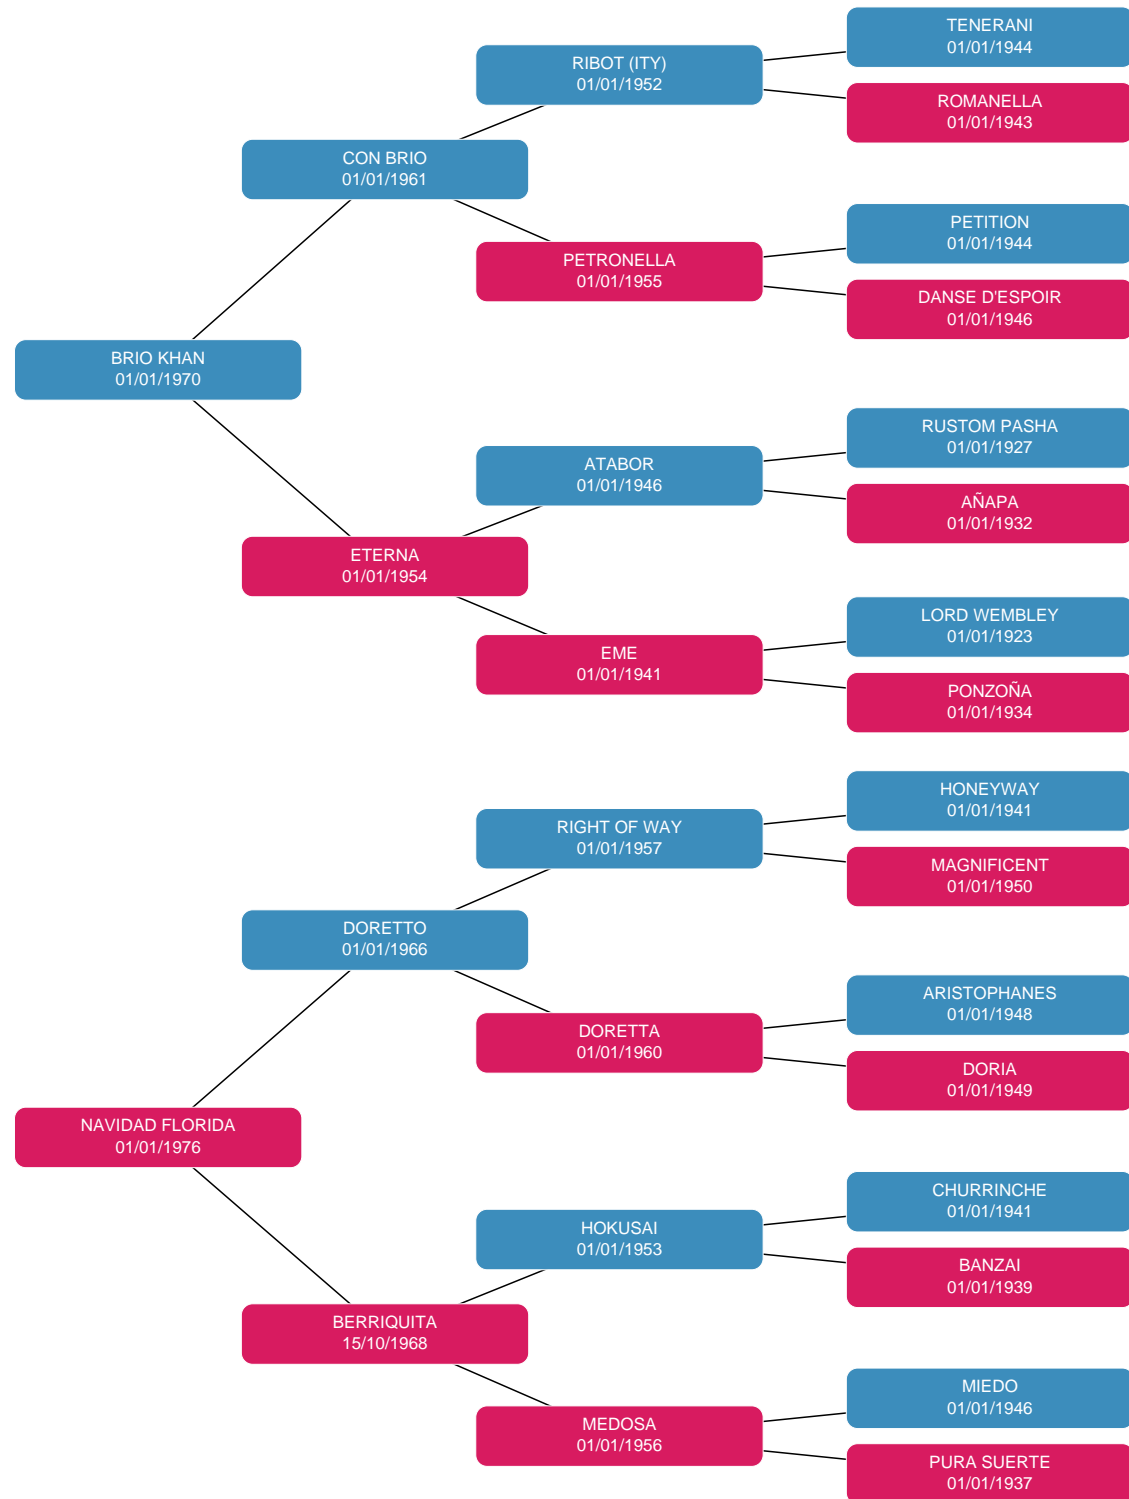 TENERANI
01/01/1944
RIBOT (ITY)
01/01/1952
ROMANELLA
01/01/1943
CON BRIO
01/01/1961
PETITION
01/01/1944
PETRONELLA
01/01/1955
DANSE D'ESPOIR
01/01/1946
BRIO KHAN
01/01/1970
RUSTOM PASHA
01/01/1927
ATABOR
01/01/1946
AÑAPA
01/01/1932
ETERNA
01/01/1954
LORD WEMBLEY
01/01/1923
EME
01/01/1941
PONZOÑA
01/01/1934
HONEYWAY
01/01/1941
RIGHT OF WAY
01/01/1957
MAGNIFICENT
01/01/1950
DORETTO
01/01/1966
ARISTOPHANES
01/01/1948
DORETTA
01/01/1960
DORIA
01/01/1949
NAVIDAD FLORIDA
01/01/1976
CHURRINCHE
01/01/1941
HOKUSAI
01/01/1953
BANZAI
01/01/1939
BERRIQUITA
15/10/1968
MIEDO
01/01/1946
MEDOSA
01/01/1956
PURA SUERTE
01/01/1937